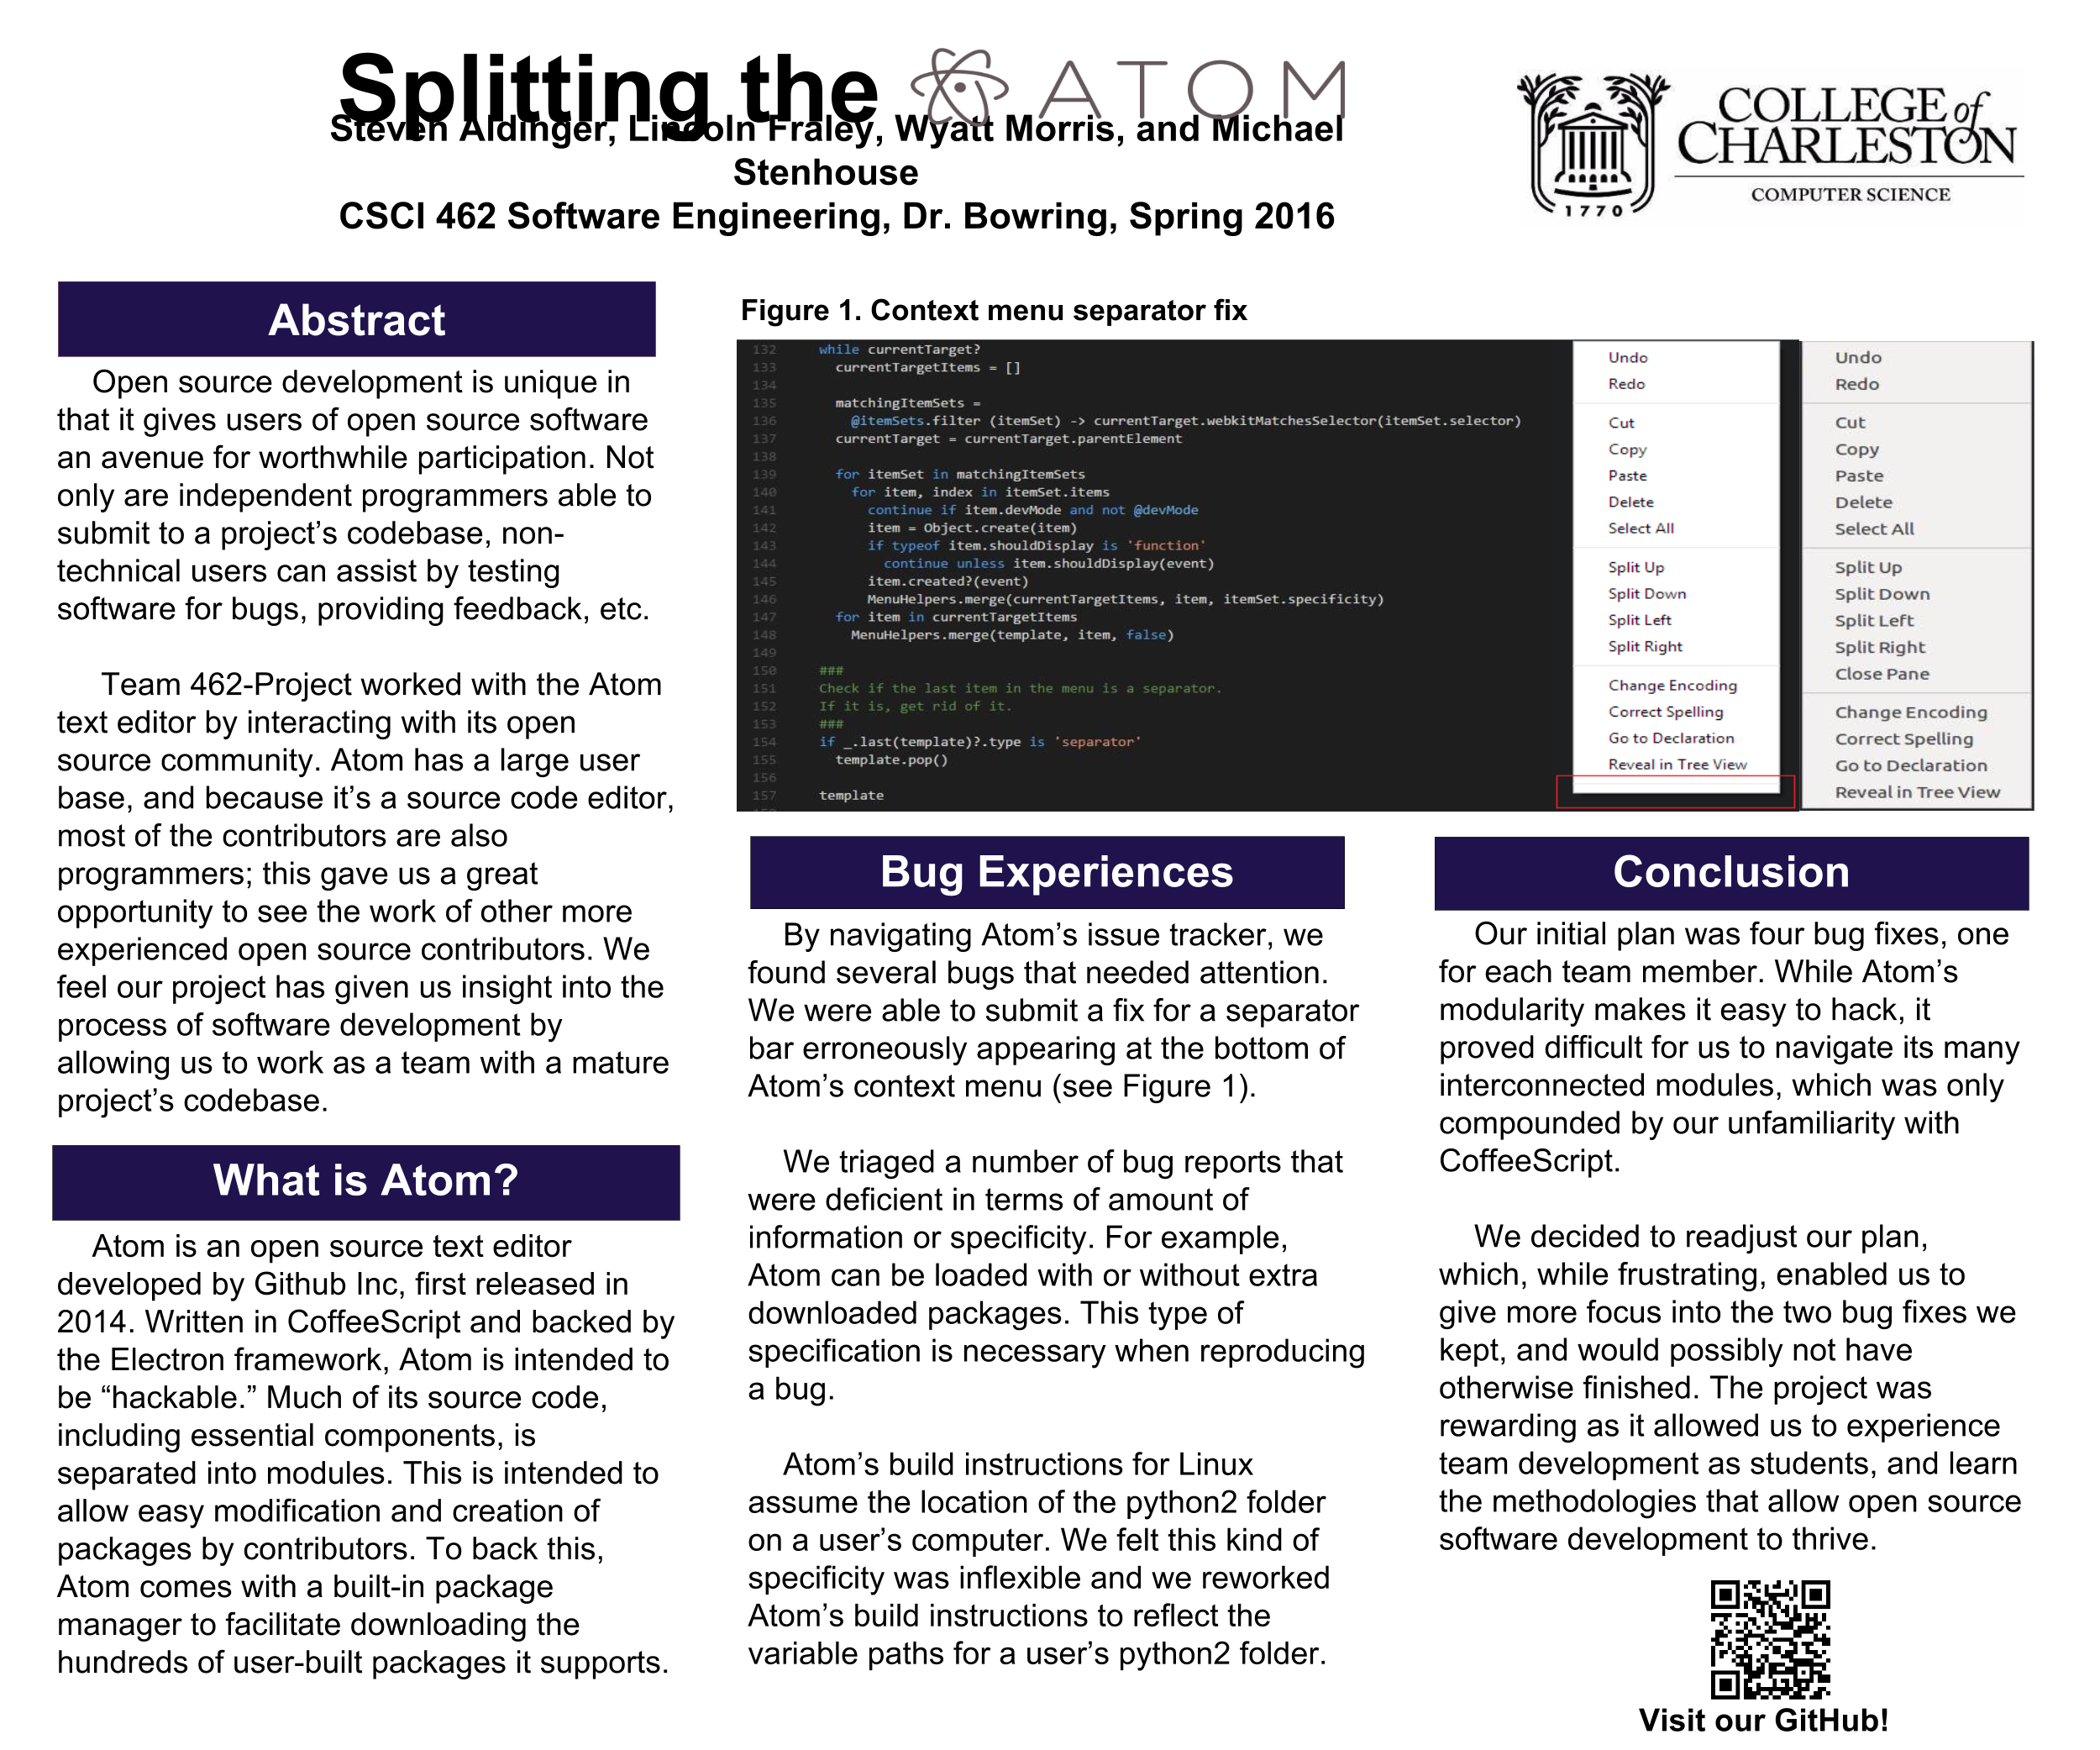 Splitting the ATOM
Steven Aldinger, Lincoln Fraley, Wyatt Morris, and Michael
Stenhouse
CSCI 462 Software Engineering, Dr. Bowring, Spring 2016
COLLEGE of
CHARLESTON
COMPUTER SCIENCE
1770
Abstract
Open source development is unique in
that it gives users of open source software
an avenue for worthwhile participation. Not
only are independent programmers able to
submit to a project’s codebase, non-
technical users can assist by testing
software for bugs, providing feedback, etc.
Team 462-Project worked with the Atom
text editor by interacting with its open
source community. Atom has a large user
base, and because it’s a source code editor,
most of the contributors are also
programmers; this gave us a great
opportunity to see the work of other more
experienced open source contributors. We
feel our project has given us insight into the
process of software development by
allowing us to work as a team with a mature
project’s codebase.
What is Atom?
Atom is an open source text editor
developed by Github Inc, first released in
2014. Written in CoffeeScript and backed by
the Electron framework, Atom is intended to
be “hackable.” Much of its source code,
including essential components, is
separated into modules. This is intended to
allow easy modification and creation of
packages by contributors. To back this,
Atom comes with a built-in package
manager to facilitate downloading the
hundreds of user-built packages it supports.
Figure 1. Context menu separator fix
132 while currentTarget?
133 currentTargetItems = []
134
135 matchingItemSets =
136 @itemSets.filter (itemSet) -> currentTarget.webkitMatchesSelector(itemSet.selector)
137 currentTarget = currentTarget.parentElement
138
139 for itemSet in matchingItemSets
140 for item, index in itemSet.items
141 continue if item.devMode and not @devMode
142 item = Object.create(item)
143 if typeof item.shouldDisplay is 'function'
144 continue unless item.shouldDisplay(event)
145 item.created?(event)
146 MenuHelpers.merge(currentTargetItems, item, itemSet.specificity)
147 for item in currentTargetItems
148 MenuHelpers.merge(template, item, false)
149
150 ###
151 Check if the last item in the menu is a separator.
152 If it is, get rid of it.
153 ###
154 if _.last(template)?.type is 'separator'
155 template.pop()
156
157 template
Undo
Redo
Cut
Copy
Paste
Delete
Select All
Split Up
Split Down
Split Left
Split Right
Change Encoding
Correct Spelling
Go to Declaration
Reveal in Tree View
Undo
Redo
Cut
Copy
Paste
Delete
Select All
Split Up
Split Down
Split Left
Split Right
Close Pane
Change Encoding
Correct Spelling
Go to Declaration
Reveal in Tree View
Bug Experiences
By navigating Atom’s issue tracker, we
found several bugs that needed attention.
We were able to submit a fix for a separator
bar erroneously appearing at the bottom of
Atom’s context menu (see Figure 1).
We triaged a number of bug reports that
were deficient in terms of amount of
information or specificity. For example,
Atom can be loaded with or without extra
downloaded packages. This type of
specification is necessary when reproducing
a bug.
Atom’s build instructions for Linux
assume the location of the python2 folder
on a user’s computer. We felt this kind of
specificity was inflexible and we reworked
Atom’s build instructions to reflect the
variable paths for a user’s python2 folder.
Conclusion
Our initial plan was four bug fixes, one
for each team member. While Atom’s
modularity makes it easy to hack, it
proved difficult for us to navigate its many
interconnected modules, which was only
compounded by our unfamiliarity with
CoffeeScript.
We decided to readjust our plan,
which, while frustrating, enabled us to
give more focus into the two bug fixes we
kept, and would possibly not have
otherwise finished. The project was
rewarding as it allowed us to experience
team development as students, and learn
the methodologies that allow open source
software development to thrive.
Visit our GitHub!